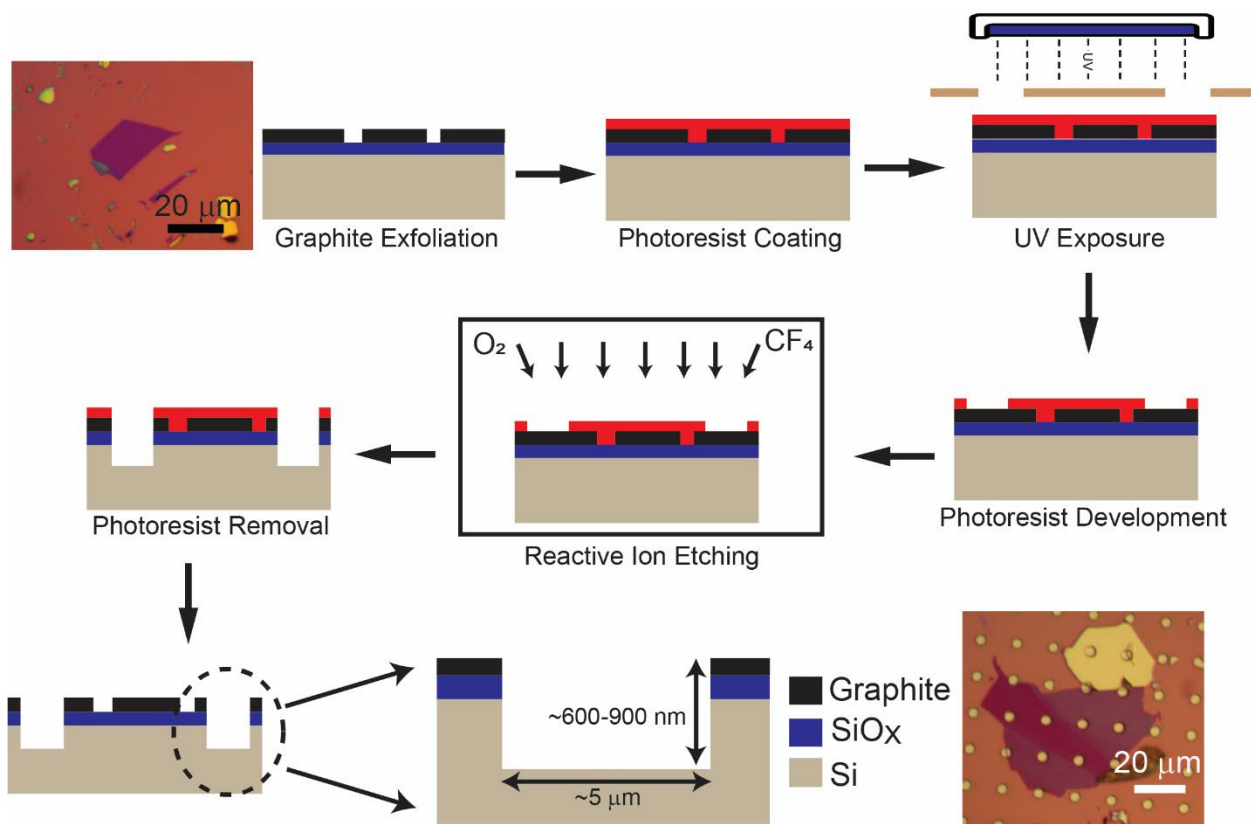 UV
20 μm
Graphite Exfoliation
Photoresist Coating
UV Exposure
O₂
CF₄
Photoresist Removal
Reactive Ion Etching
Photoresist Development
~600-900 nm
~5 μm
Graphite
SiOx
Si
20 μm